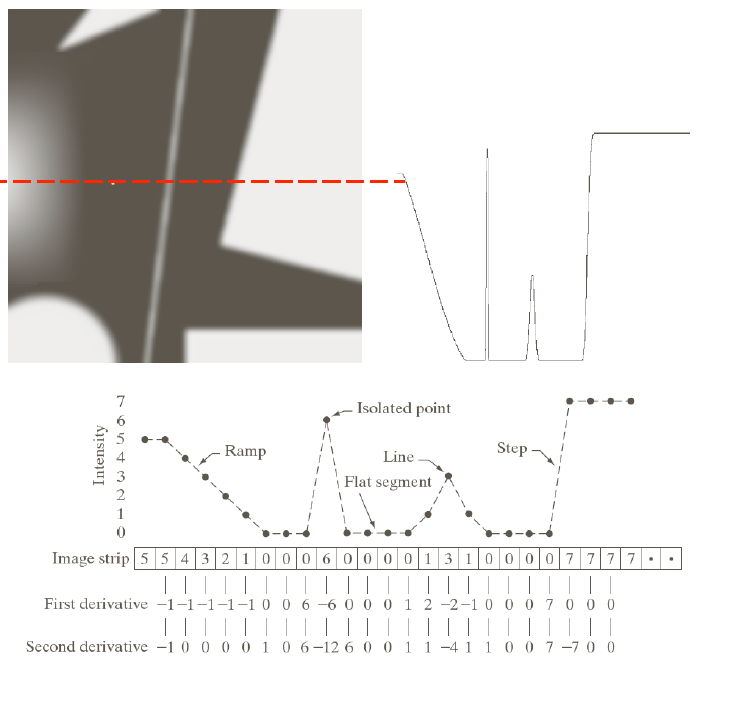 7
6
5
4
3
2
1
0
Intensity
Isolated point
Ramp
Flat segment
Line
Step
Image strip 5 5 4 3 2 1 0 0 0 6 0 0 0 0 1 3 1 0 0 0 0 7 7 7 7 • •
First derivative −1 −1 −1 −1 −1 0 0 6 −6 0 0 0 1 2 −2 −1 0 0 0 7 0 0 0
Second derivative −1 0 0 0 0 1 0 6 −12 6 0 0 1 1 −4 1 1 0 0 7 −7 0 0